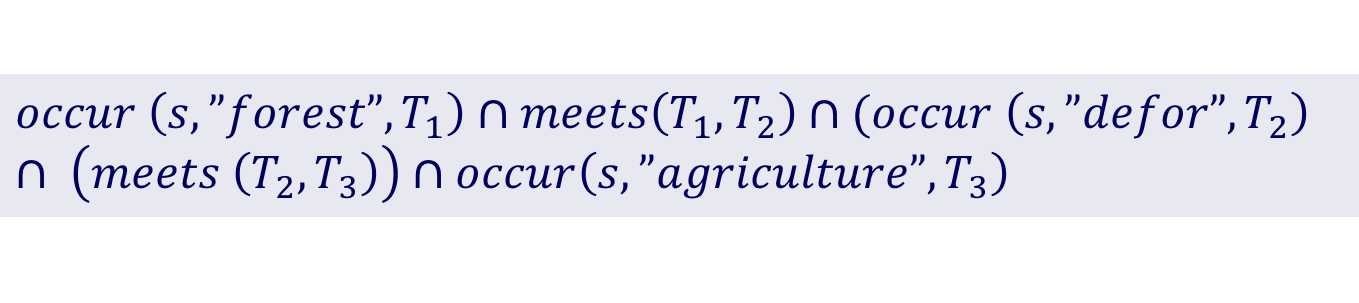 occur (s,”forest”,T₁) ∩ meets(T₁,T₂) ∩ (occur (s,”defor”,T₂)
∩ (meets (T₂,T₃)) ∩ occur(s,”agriculture”,T₃)